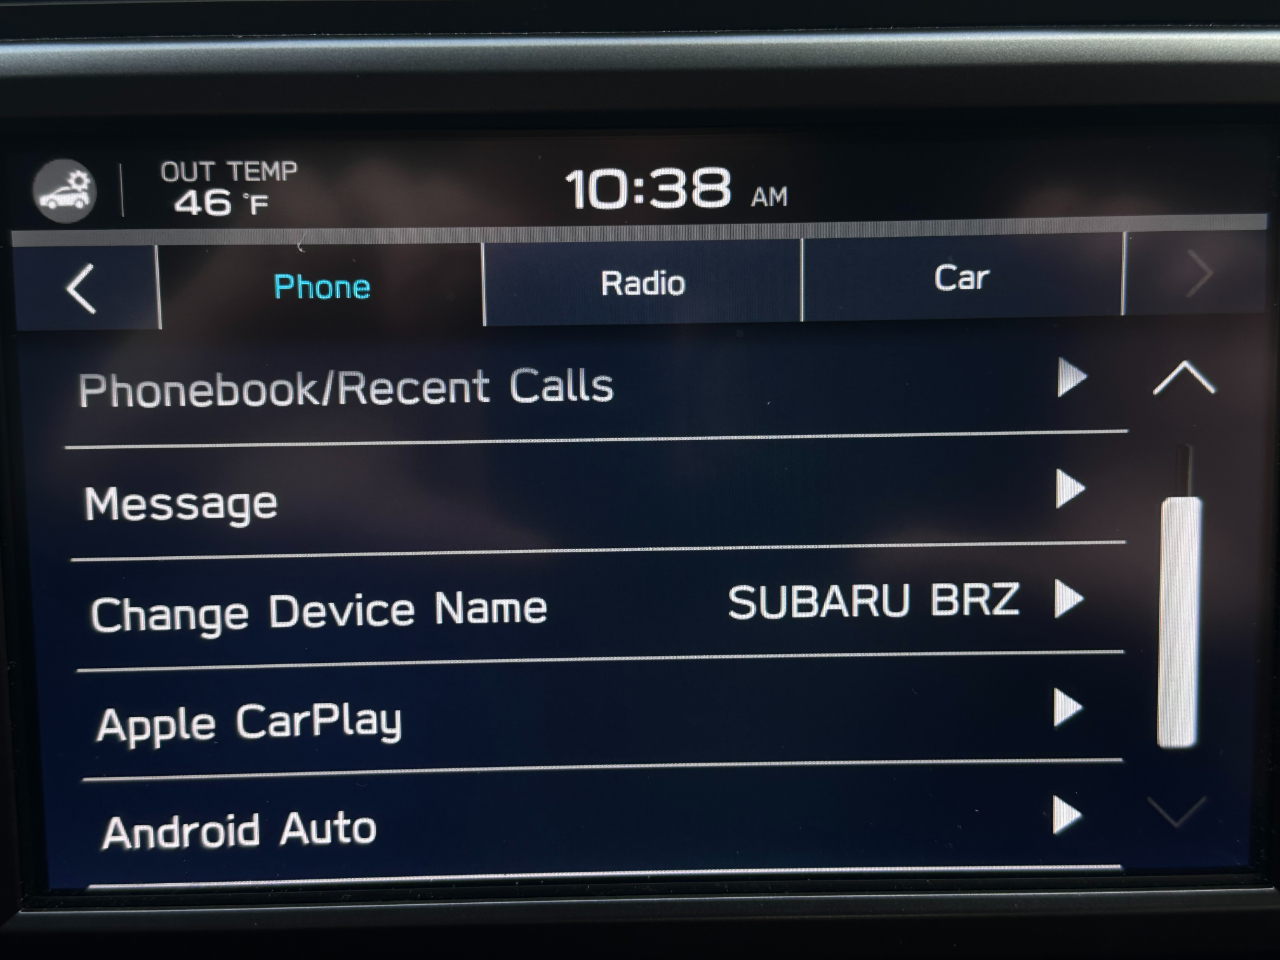 OUT TEMP
46 °F
10:38 AM
Phone
Radio
Car
Phonebook/Recent Calls
Message
Change Device Name SUBARU BRZ
Apple CarPlay
Android Auto